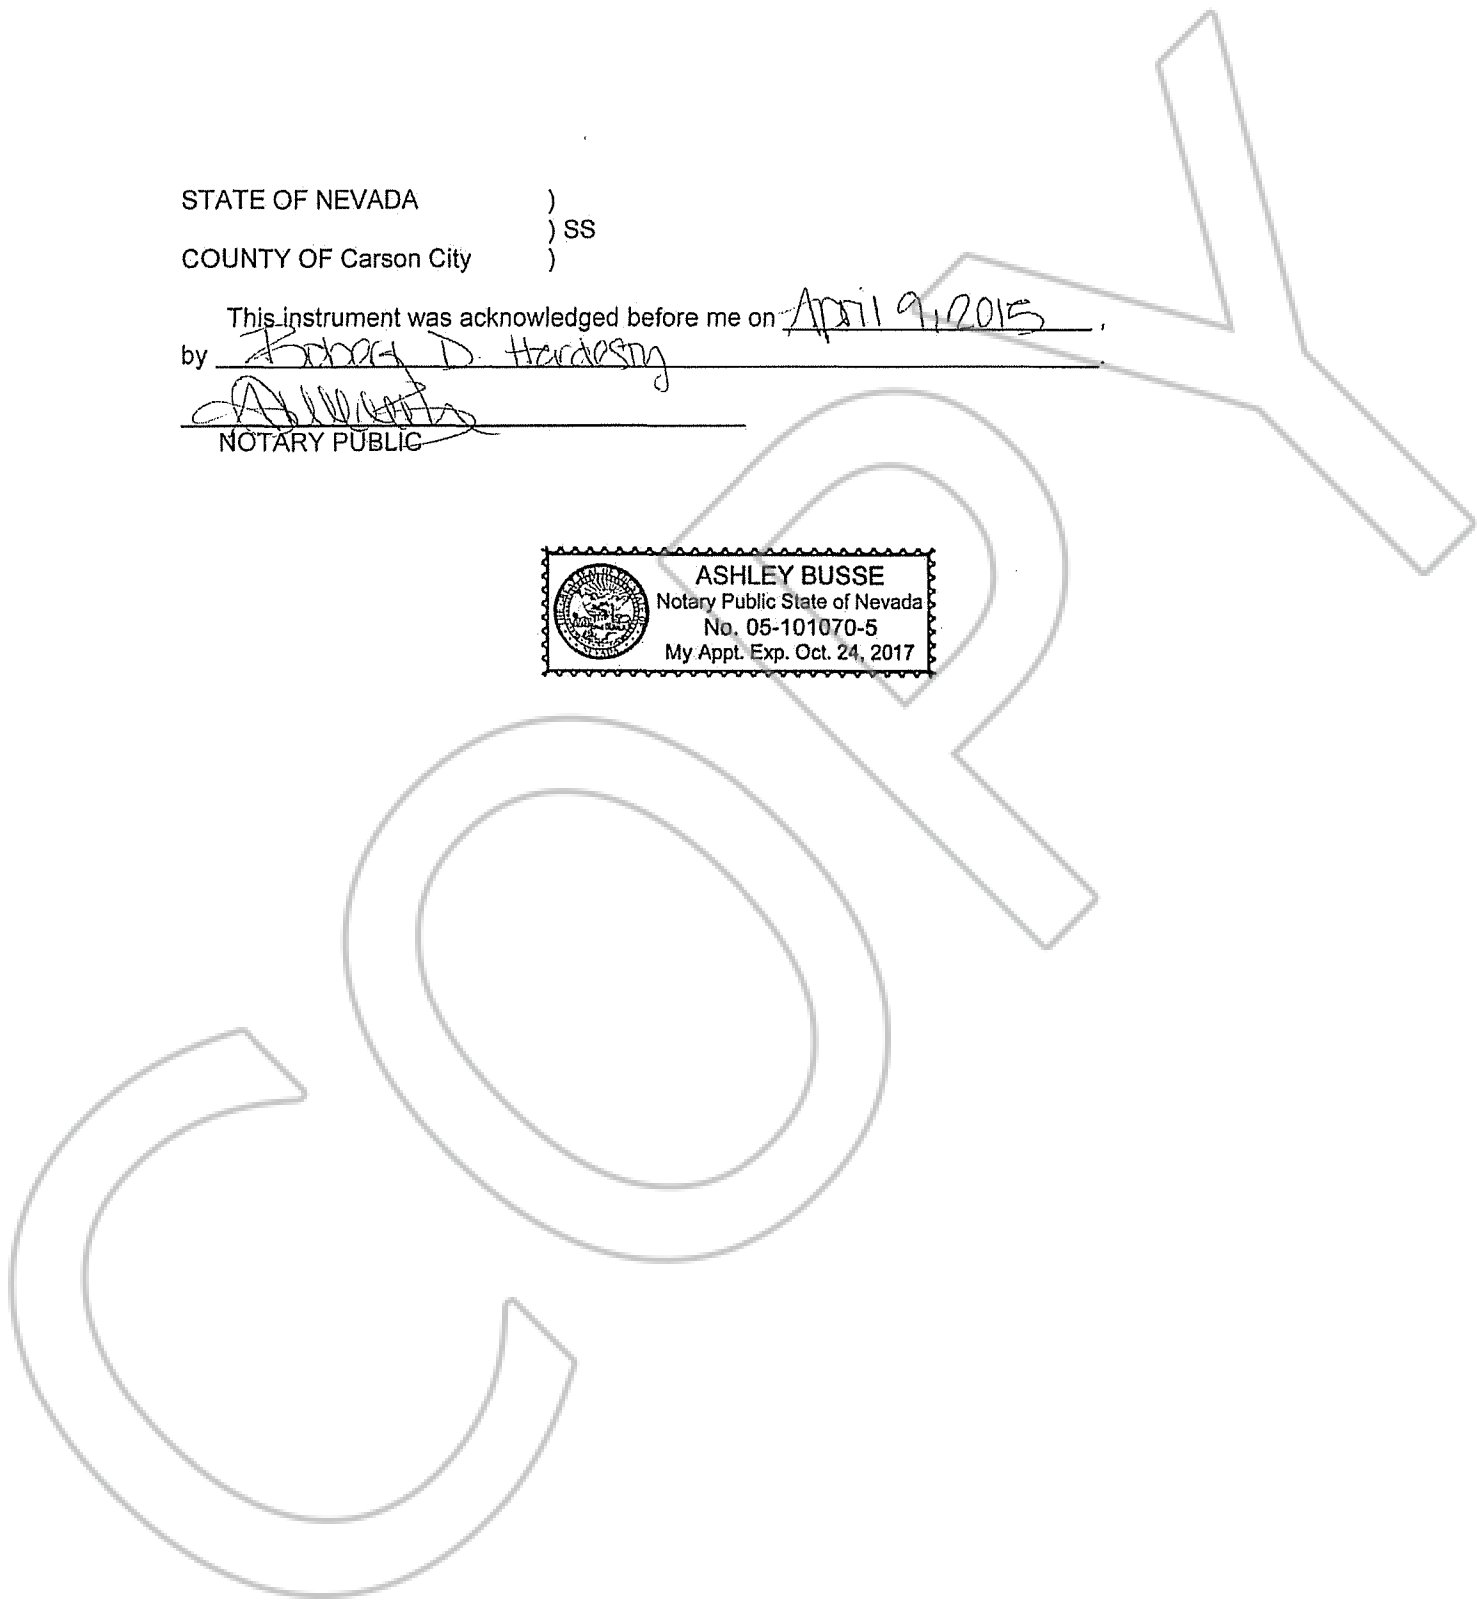 STATE OF NEVADA )
) SS
COUNTY OF Carson City )
This instrument was acknowledged before me on April 9, 2015 ,
by Robert D. Hardesty .
NOTARY PUBLIC
ASHLEY BUSSE
Notary Public State of Nevada
No. 05-101070-5
My Appt. Exp. Oct. 24, 2017
COPY